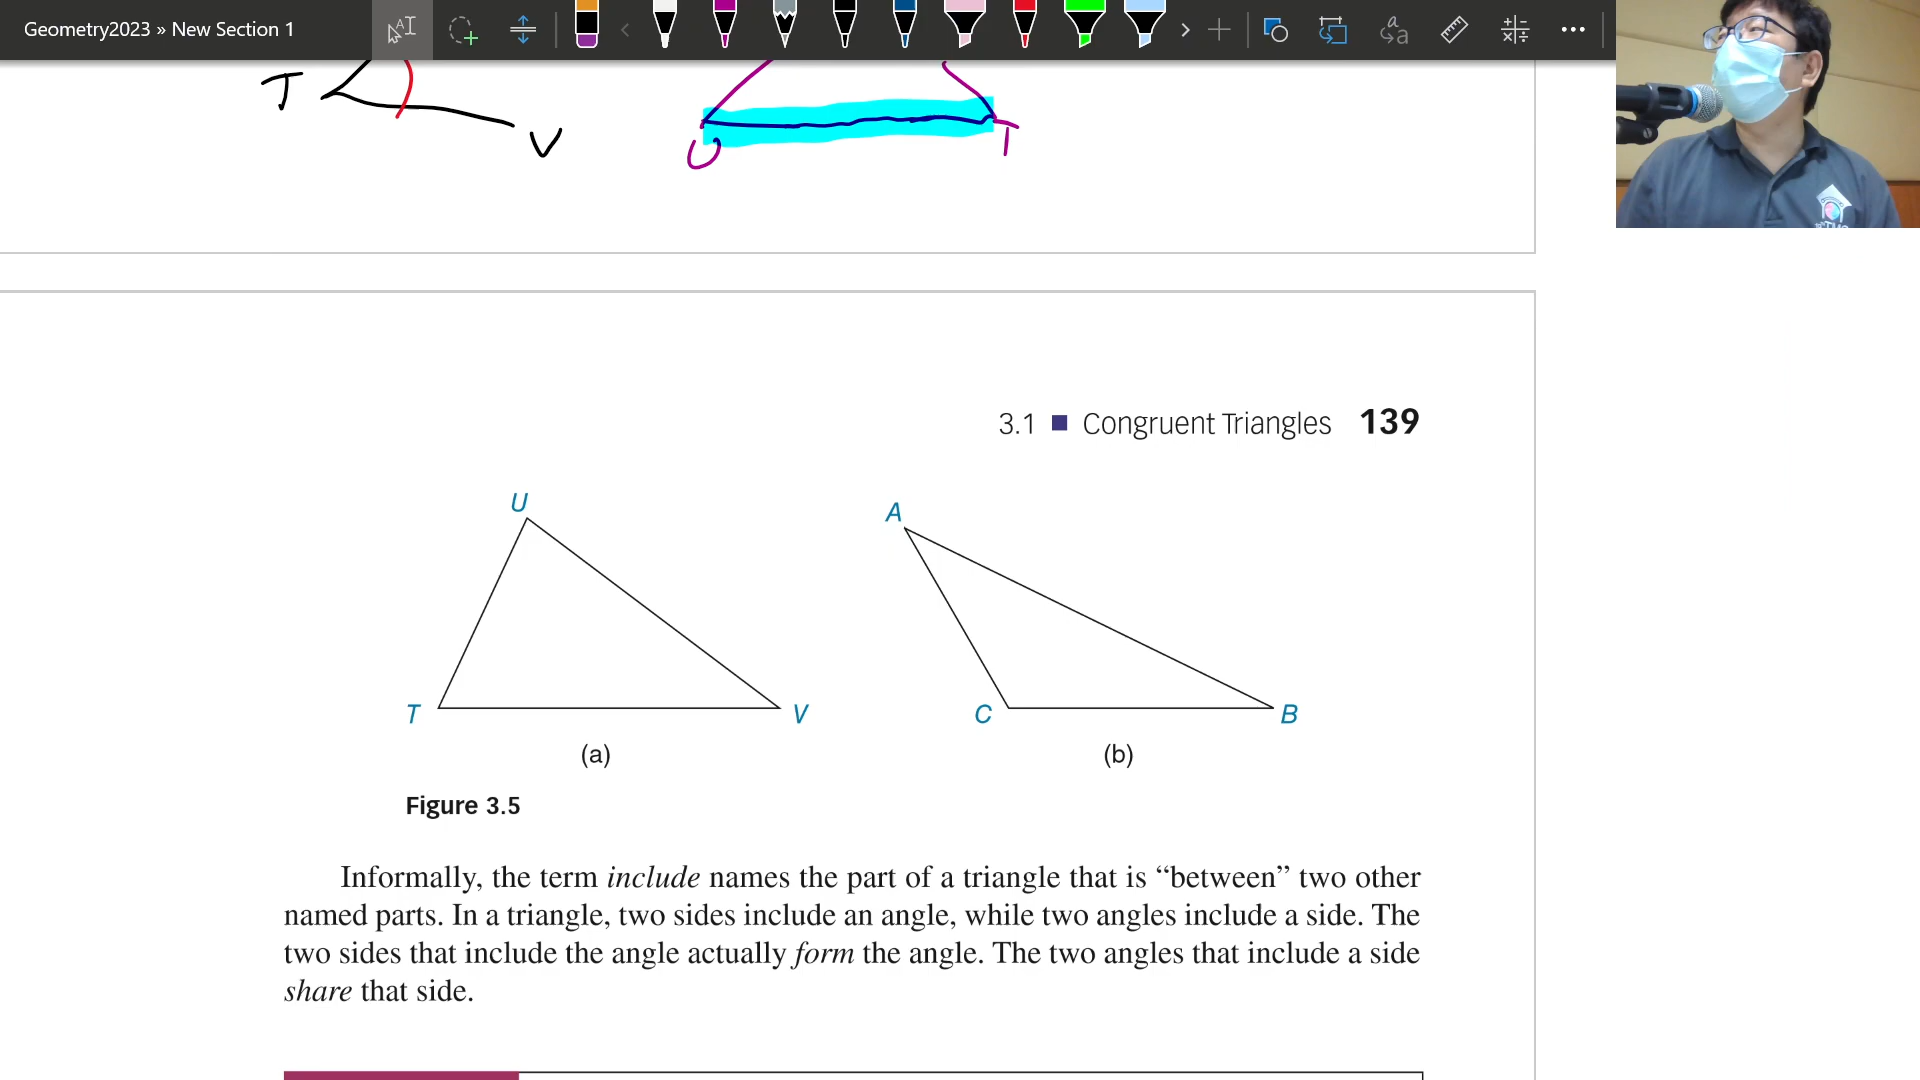 Geometry2023 » New Section 1
T
V
U
T
3.1 ■ Congruent Triangles 139
U
A
T
V
C
B
(a)
(b)
Figure 3.5
Informally, the term include names the part of a triangle that is “between” two other
named parts. In a triangle, two sides include an angle, while two angles include a side. The
two sides that include the angle actually form the angle. The two angles that include a side
share that side.